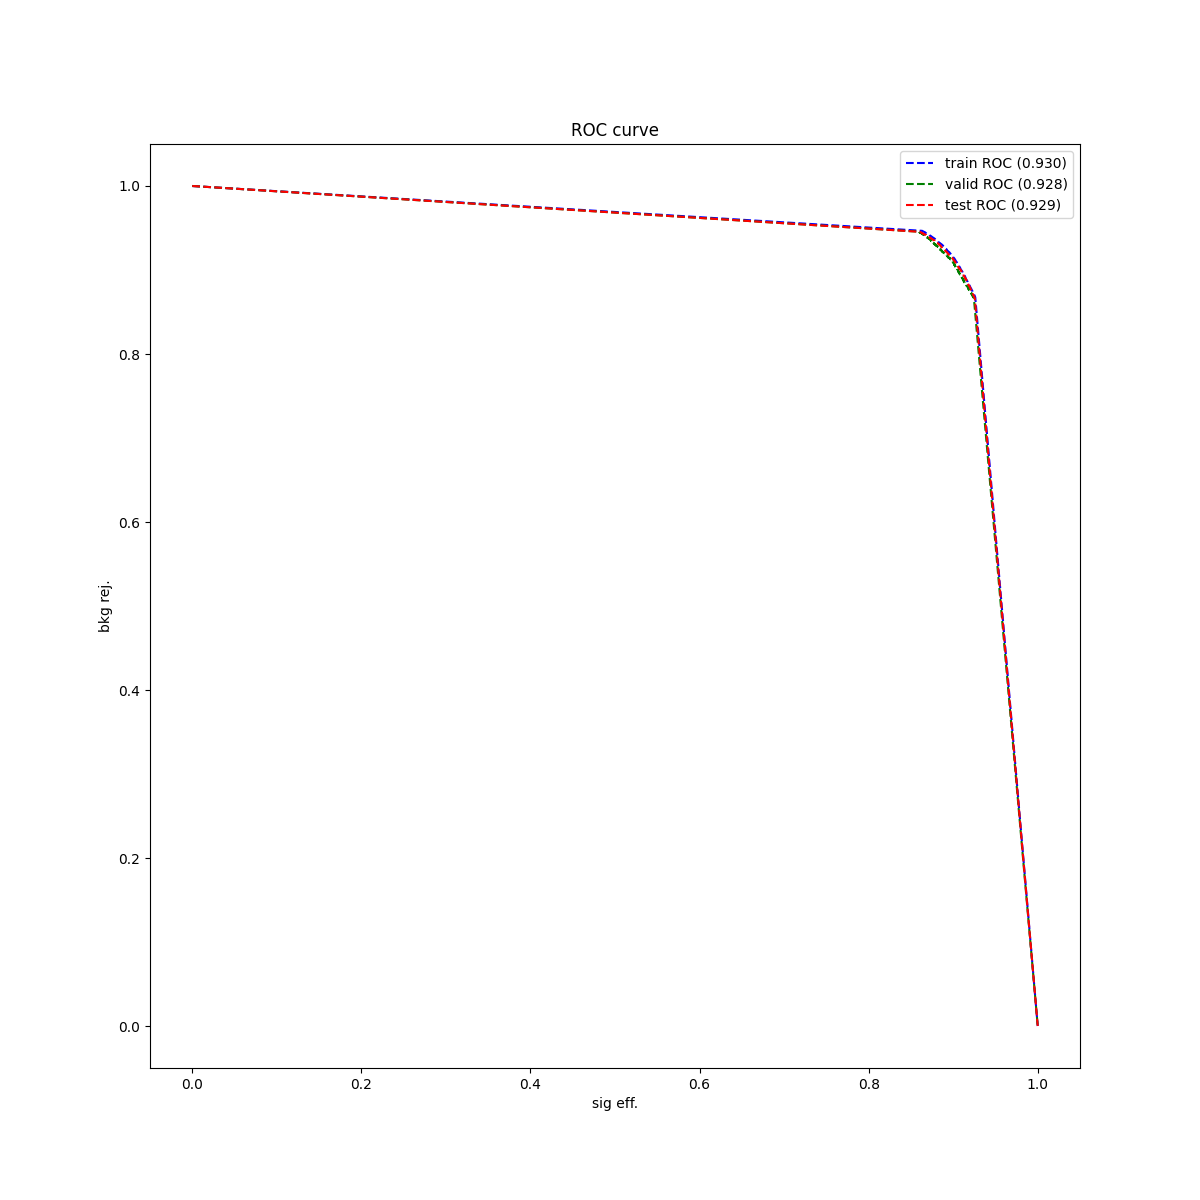 ROC curve
train ROC (0.930)
valid ROC (0.928)
test ROC (0.929)
1.0
0.8
0.6
0.4
0.2
0.0
bkg rej.
0.0 0.2 0.4 0.6 0.8 1.0
sig eff.